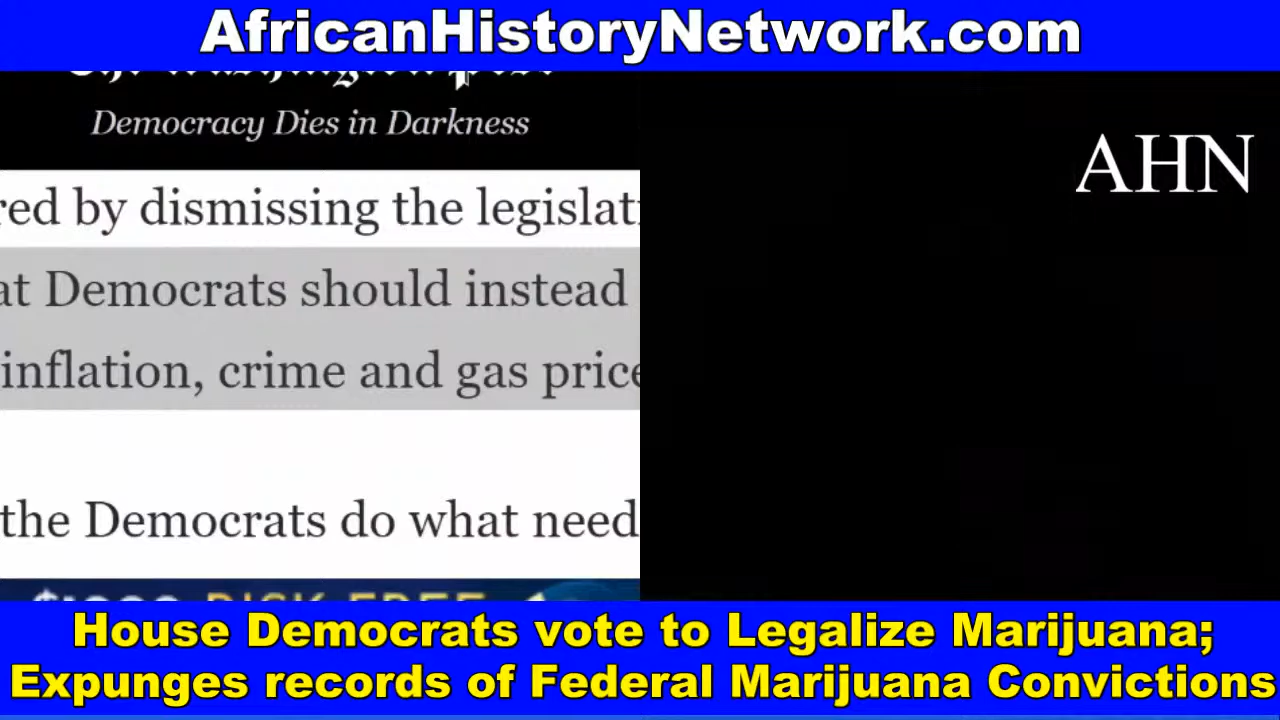 AfricanHistoryNetwork.com
Democracy Dies in Darkness
AHN
red by dismissing the legislat
at Democrats should instead
inflation, crime and gas price
the Democrats do what need
RISK FREE
House Democrats vote to Legalize Marijuana;
Expunges records of Federal Marijuana Convictions